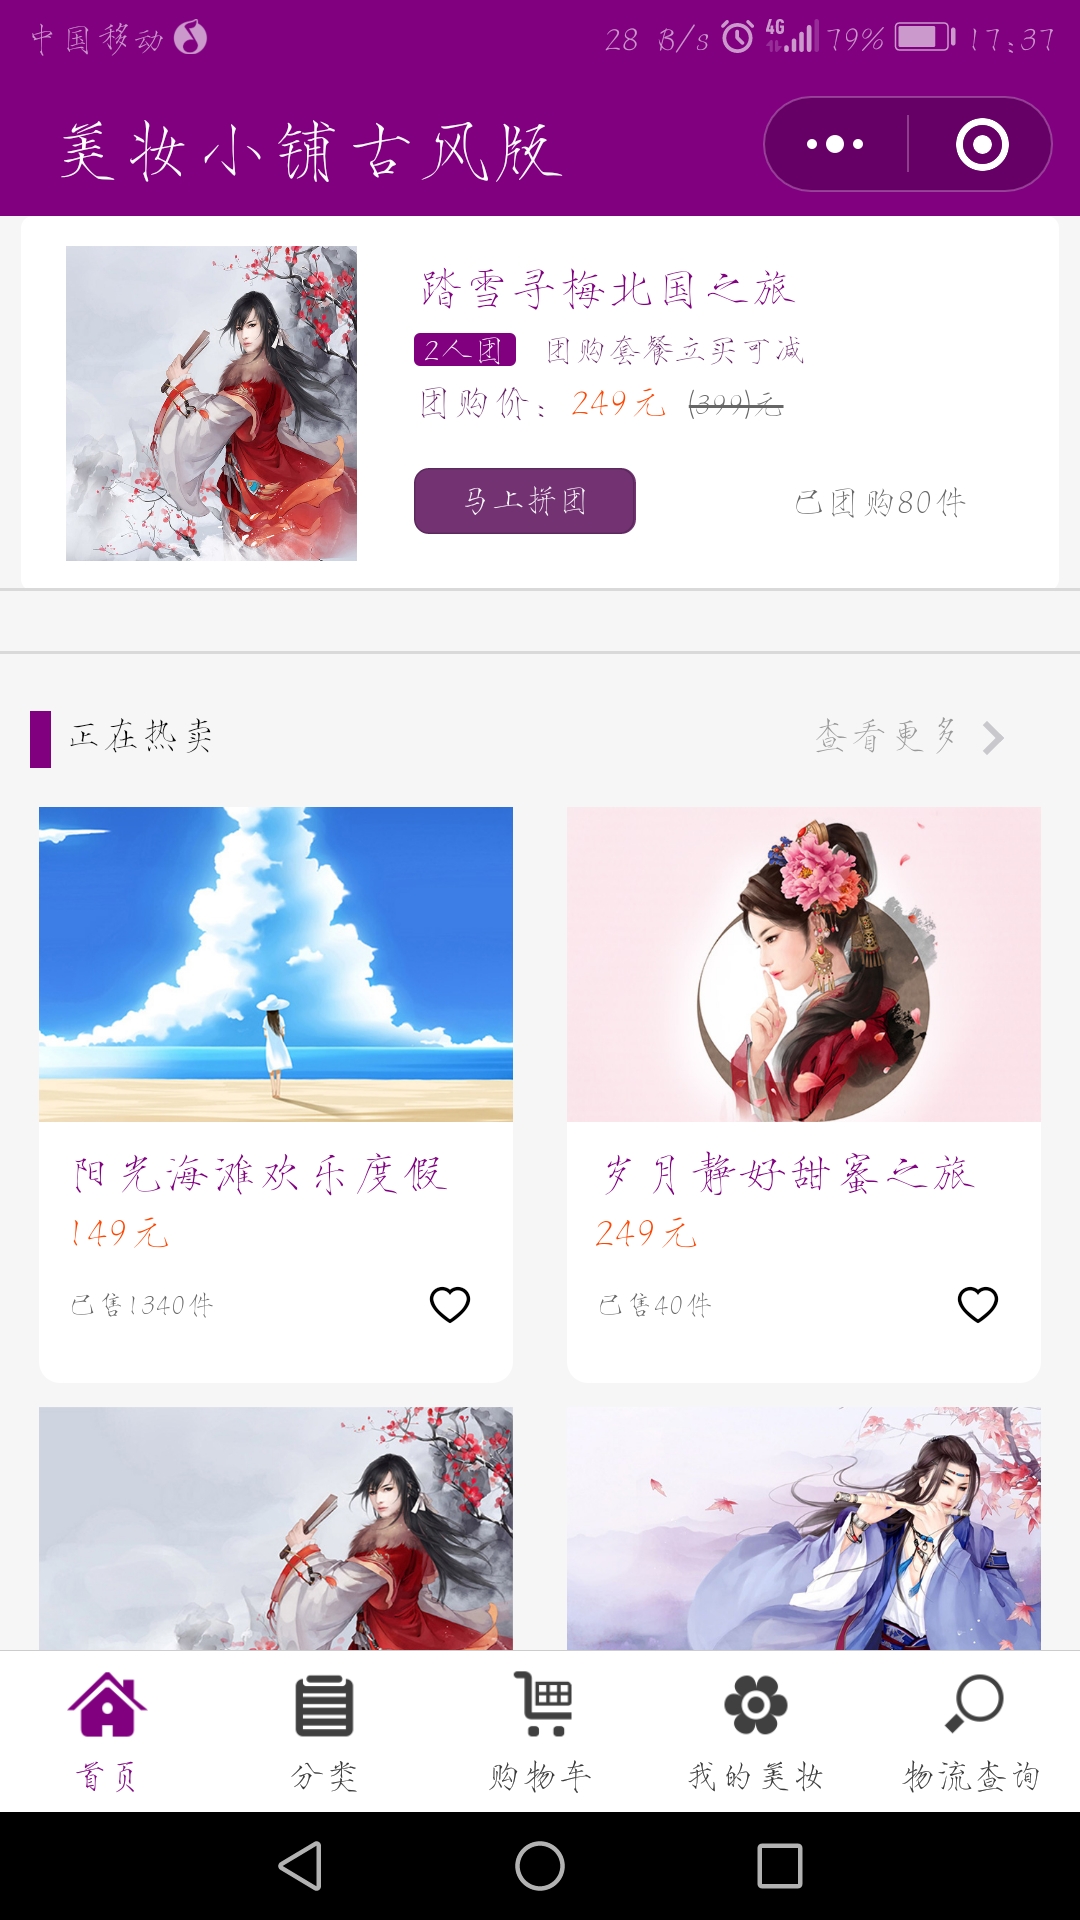 中国移动 28 B/s 4G 79% 17:37
美妆小铺古风版
踏雪寻梅北国之旅
2人团 团购套餐立买可减
团购价：249元 (399)元
马上拼团 已团购80件
正在热卖 查看更多
阳光海滩欢乐度假 岁月静好甜蜜之旅
149元 249元
已售1340件 已售40件
首页 分类 购物车 我的美妆 物流查询